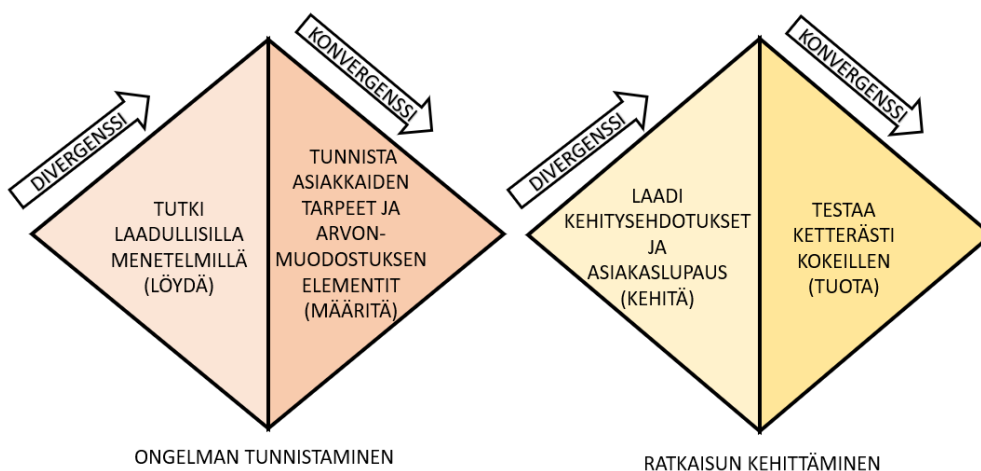 DIVERGENSSI
KONVERGENSSI
TUTKI
LAADULLISILLA
MENETELMILLÄ
(LÖYDÄ)
TUNNISTA
ASIAKKAIDEN
TARPEET JA
ARVON-
MUODOSTUKSEN
ELEMENTIT
(MÄÄRITÄ)
ONGELMAN TUNNISTAMINEN
DIVERGENSSI
KONVERGENSSI
LAADI
KEHITYSEHDOTUKSET
JA
ASIAKASLUPAUS
(KEHITÄ)
TESTAA
KETTERÄSTI
KOKEILLEN
(TUOTA)
RATKAISUN KEHITTÄMINEN